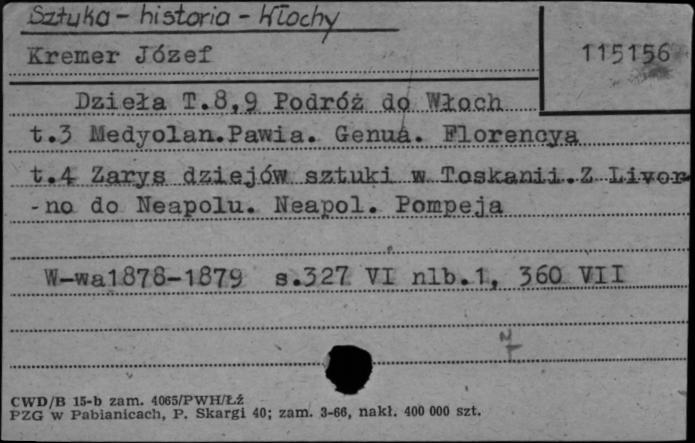 Sztuka - historia - Włochy
Kremer Józef
115156
Dzieła T.8,9 Podróż do Włoch
t.3 Medyolan.Pawia. Genua. Florencya
t.4 Zarys dziejów sztuki w Toskanii.Z Livor
-no do Neapolu. Neapol. Pompeja
W-wa1878-1879 s.327 VI nlb.1, 360 VII
CWD/B 15-b zam. 4065/PWH/Łź
PZG w Pabianicach, P. Skargi 40; zam. 3-66, nakł. 400 000 szt.